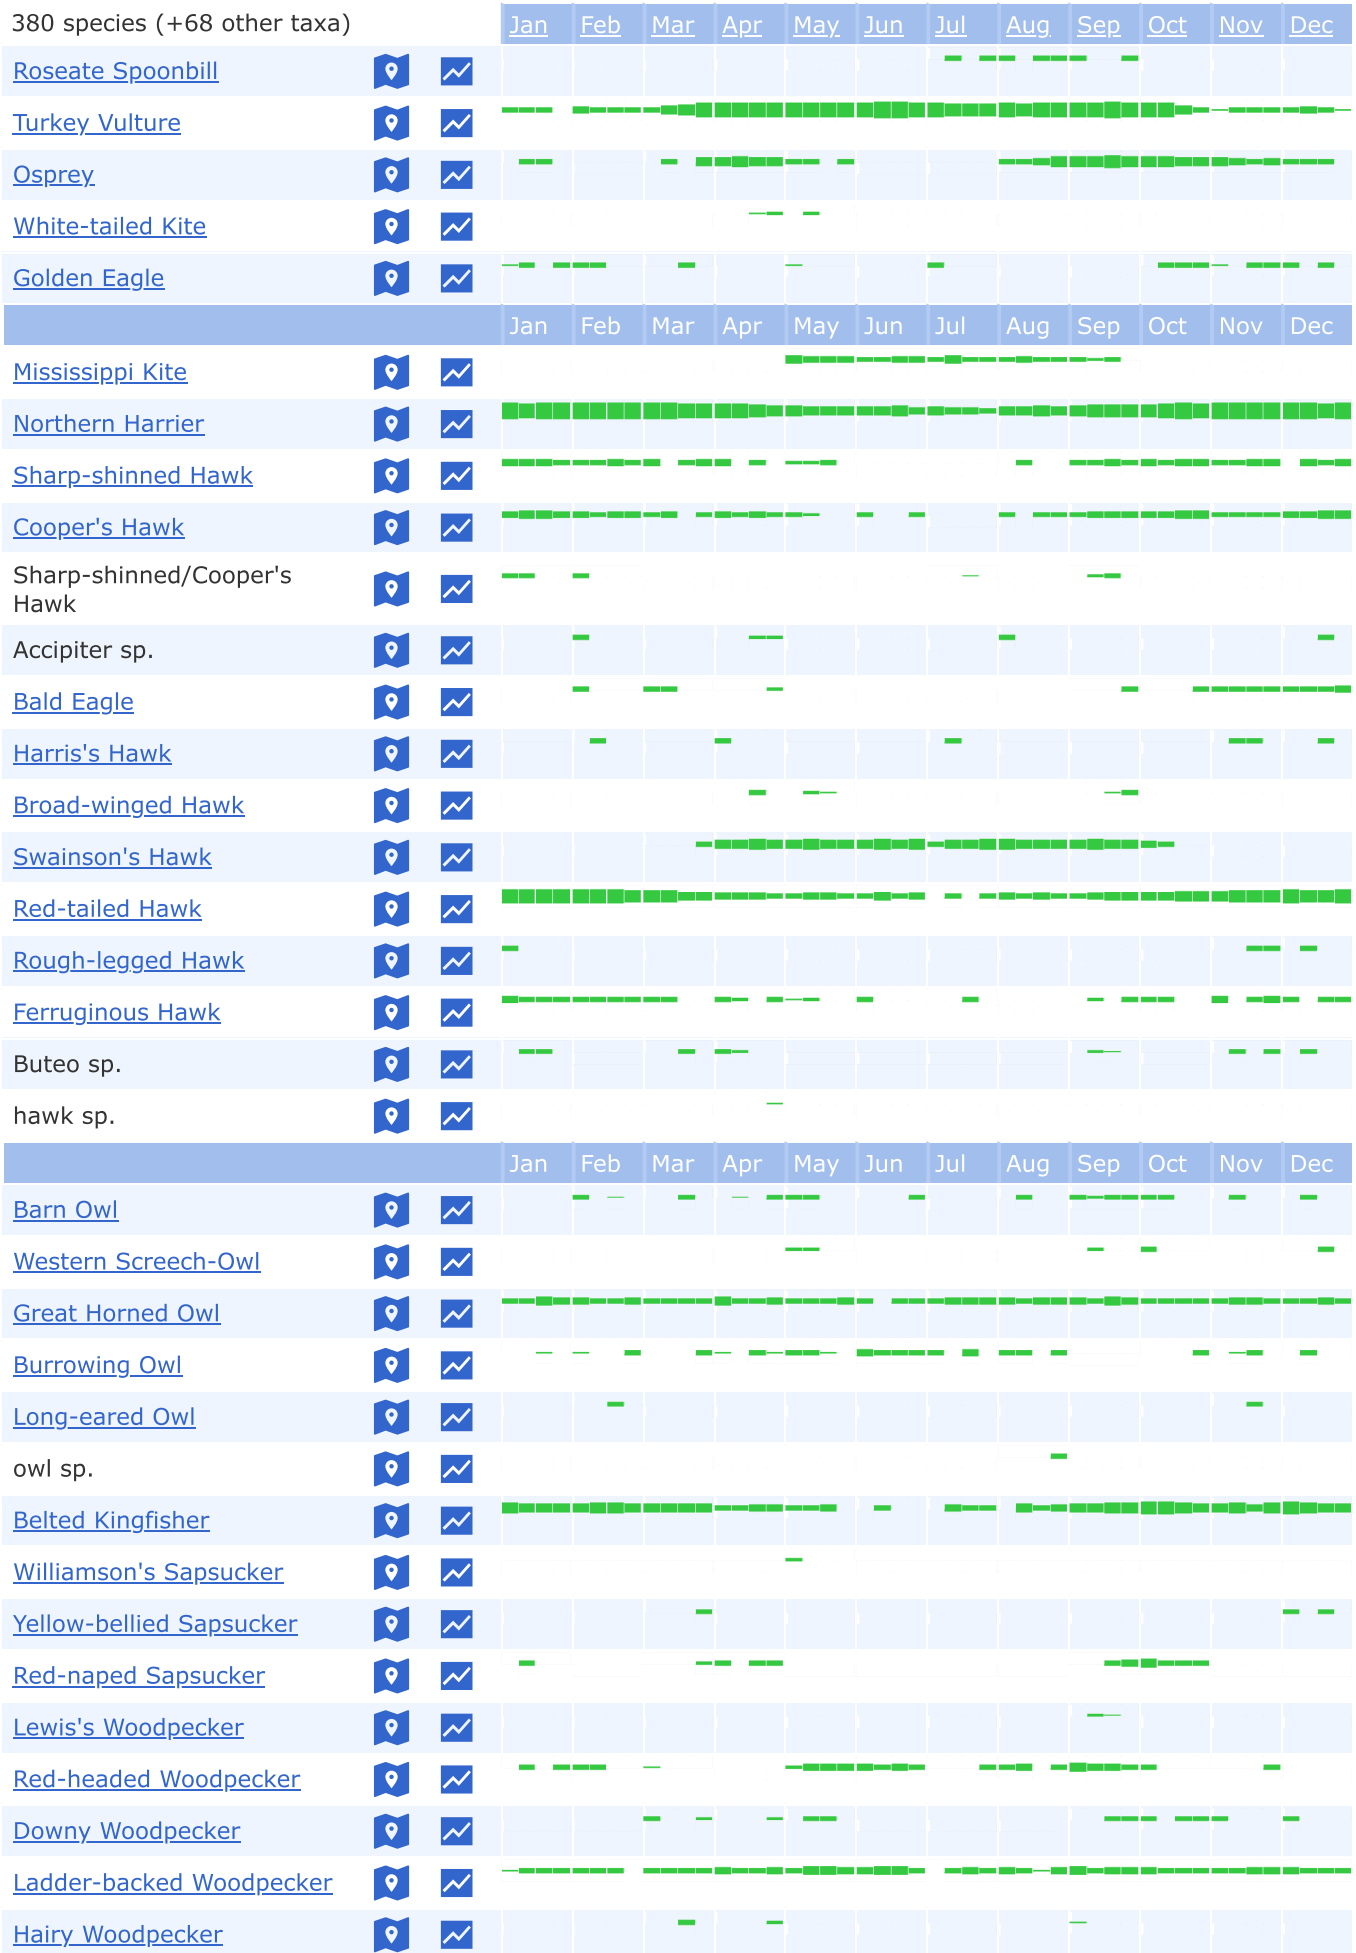 380 species (+68 other taxa) Jan Feb Mar Apr May Jun Jul Aug Sep Oct Nov Dec
Roseate Spoonbill
Turkey Vulture
Osprey
White-tailed Kite
Golden Eagle
Jan Feb Mar Apr May Jun Jul Aug Sep Oct Nov Dec
Mississippi Kite
Northern Harrier
Sharp-shinned Hawk
Cooper's Hawk
Sharp-shinned/Cooper's
Hawk
Accipiter sp.
Bald Eagle
Harris's Hawk
Broad-winged Hawk
Swainson's Hawk
Red-tailed Hawk
Rough-legged Hawk
Ferruginous Hawk
Buteo sp.
hawk sp.
Jan Feb Mar Apr May Jun Jul Aug Sep Oct Nov Dec
Barn Owl
Western Screech-Owl
Great Horned Owl
Burrowing Owl
Long-eared Owl
owl sp.
Belted Kingfisher
Williamson's Sapsucker
Yellow-bellied Sapsucker
Red-naped Sapsucker
Lewis's Woodpecker
Red-headed Woodpecker
Downy Woodpecker
Ladder-backed Woodpecker
Hairy Woodpecker